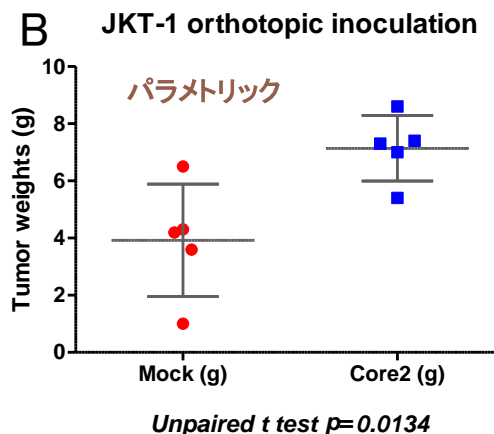 B
JKT-1 orthotopic inoculation
パラメトリック
Tumor weights (g)
10
8
6
4
2
0
Mock (g) Core2 (g)
Unpaired t test p=0.0134